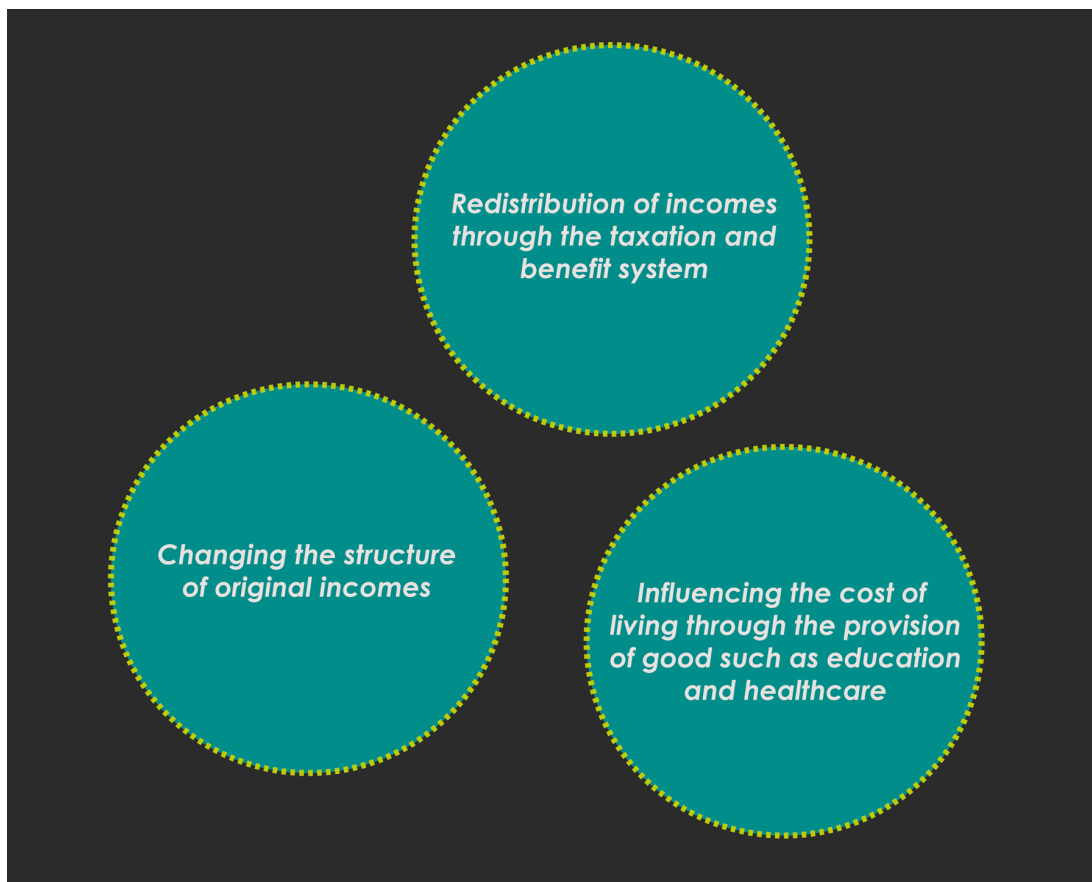 Redistribution of incomes
through the taxation and
benefit system
Changing the structure
of original incomes
Influencing the cost of
living through the provision
of good such as education
and healthcare